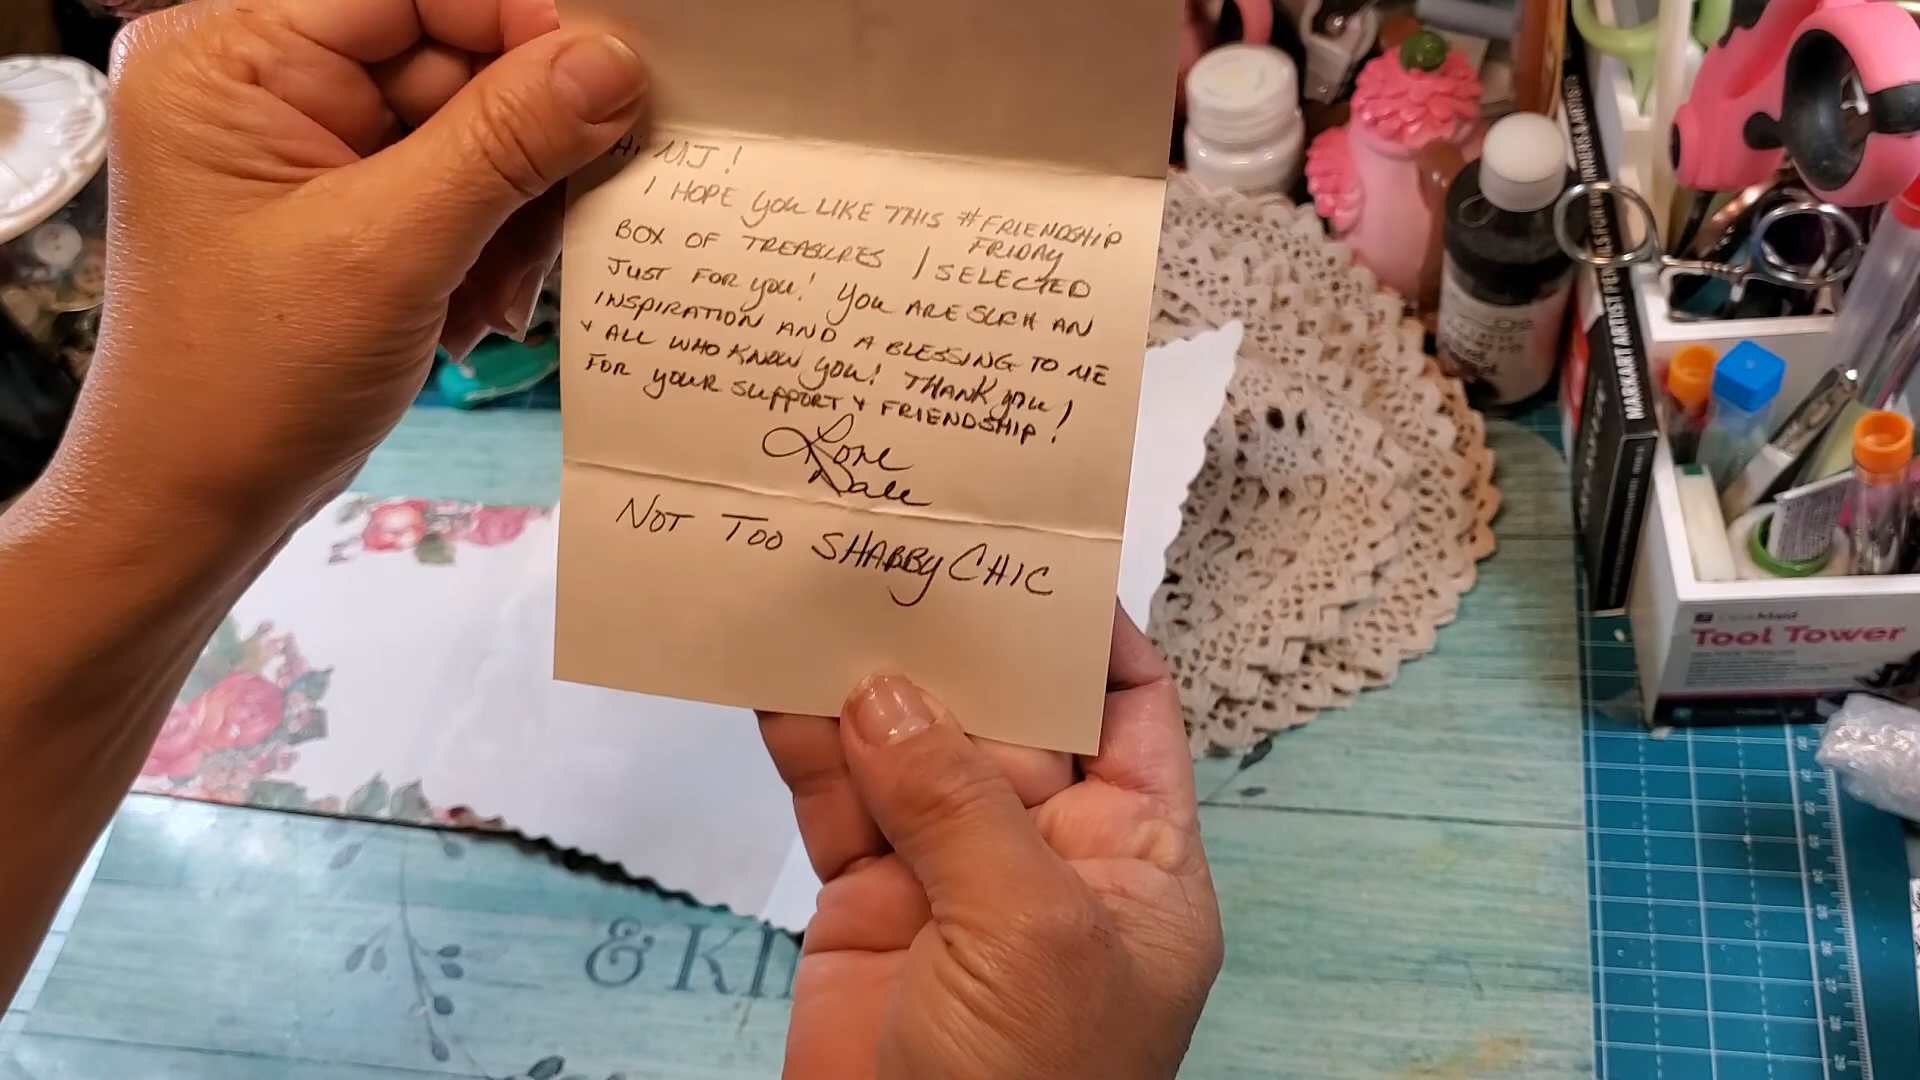 Hi MJ!
I HOPE you LIKE THIS #FRIENDSHIP
FRIDAY
BOX OF TREASURES I SELECTED
JUST FOR you! you ARE SUCH AN
INSPIRATION AND A BLESSING TO ME
+ ALL WHO KNOW you! THANK you!
FOR your SUPPORT + FRIENDSHIP!
Love
Dale
NOT TOO SHABBY CHIC
& KI
Tool Tower